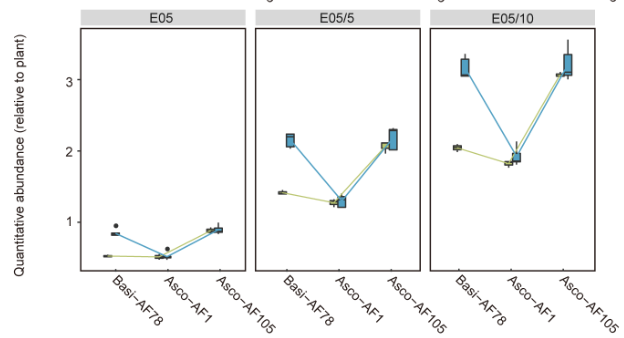 E05 E05/5 E05/10
Quantitative abundance (relative to plant)
3
2
1
Basi-AF78 Asco-AF1 Asco-AF105 Basi-AF78 Asco-AF1 Asco-AF105 Basi-AF78 Asco-AF1 Asco-AF105